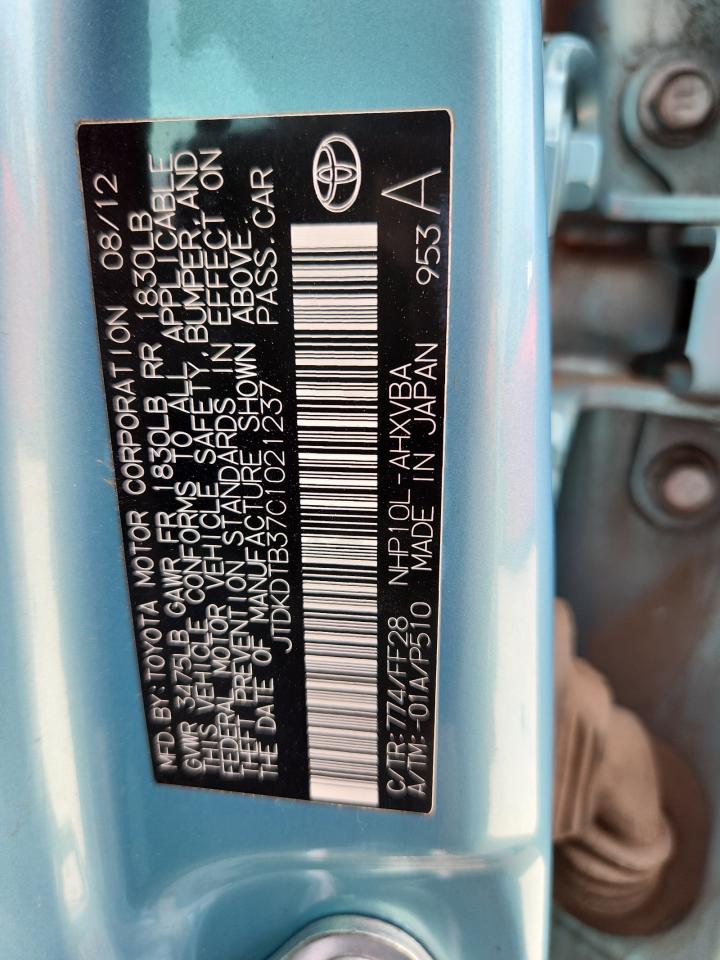 MFD.BY:TOYOTA MOTOR CORPORATION 08/12
GVWR 3475LB GAWR FR 1830LB RR 1830LB
THIS VEHICLE CONFORMS TO ALL APPLICABLE
FEDERAL MOTOR VEHICLE SAFETY, BUMPER, AND
THEFT PREVENTION STANDARDS IN EFFECT ON
THE DATE OF MANUFACTURE SHOWN ABOVE.
JTDKDTB37C1021237 PASS.CAR
C/TR:774/FF28 NHP10L-AHXVBA 953 A
A/TM:-01A/P510 MADE IN JAPAN